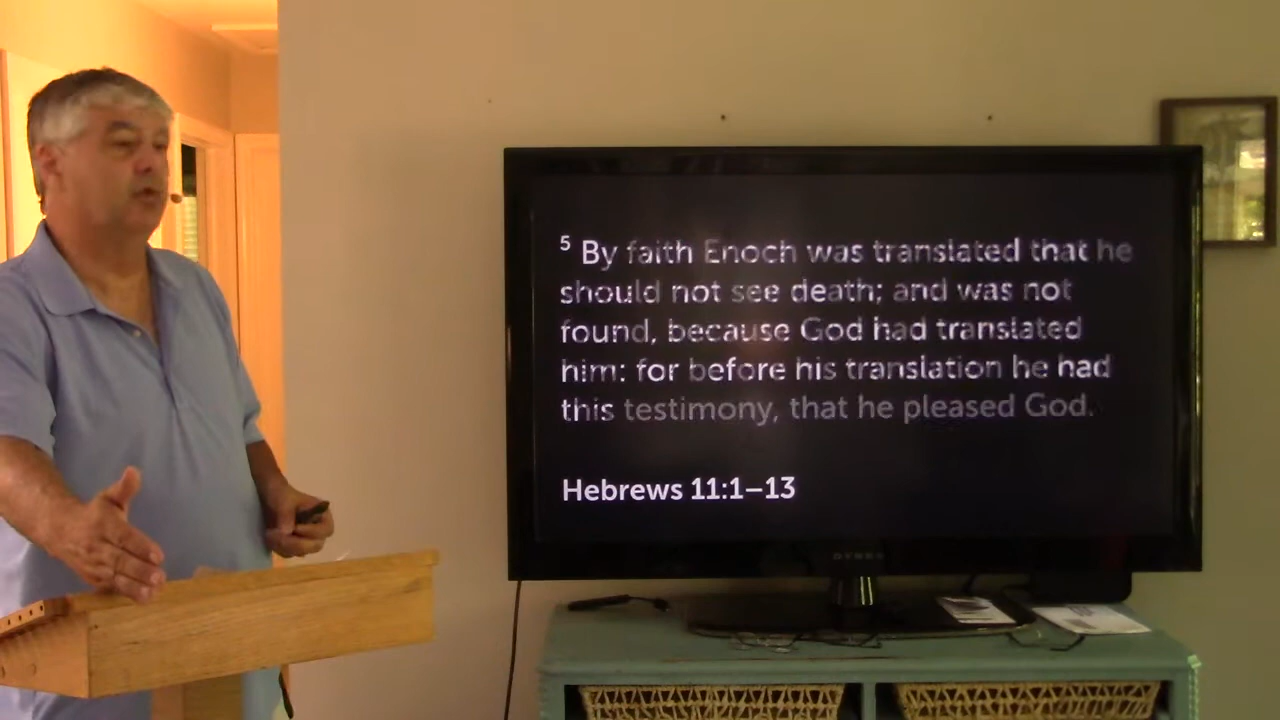 ⁵ By faith Enoch was translated that he
should not see death; and was not
found, because God had translated
him: for before his translation he had
this testimony, that he pleased God.
Hebrews 11:1–13
DYNEX